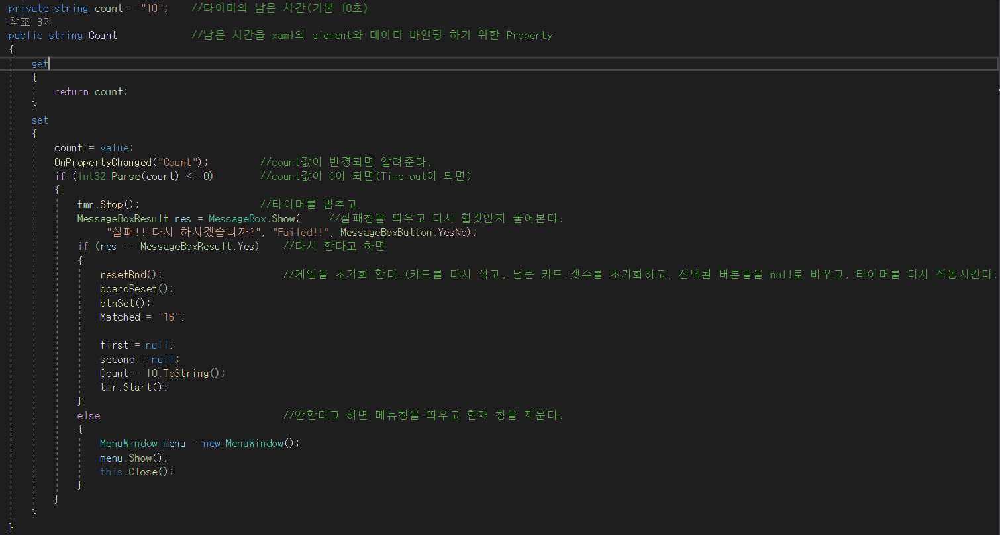 private string count = "10";    //타이머의 남은 시간(기본 10초)
참조 3개
public string Count             //남은 시간을 xaml의 element와 데이터 바인딩 하기 위한 Property
{
    get
    {
        return count;
    }
    set
    {
        count = value;
        OnPropertyChanged("Count");         //count값이 변경되면 알려준다.
        if (Int32.Parse(count) <= 0)        //count값이 0이 되면(Time out이 되면)
        {
            tmr.Stop();                     //타이머를 멈추고
            MessageBoxResult res = MessageBox.Show(     //실패창을 띄우고 다시 할것인지 물어본다.
                "실패!! 다시 하시겠습니까?", "Failed!!", MessageBoxButton.YesNo);
            if (res == MessageBoxResult.Yes)    //다시 한다고 하면
            {
                resetRnd();                     //게임을 초기화 한다.(카드를 다시 섞고, 남은 카드 갯수를 초기화하고, 선택된 버튼들을 null로 바꾸고, 타이머를 다시 작동시킨다.
                boardReset();
                btnSet();
                Matched = "16";
                first = null;
                second = null;
                Count = 10.ToString();
                tmr.Start();
            }
            else                                //안한다고 하면 메뉴창을 띄우고 현재 창을 지운다.
            {
                MenuWindow menu = new MenuWindow();
                menu.Show();
                this.Close();
            }
        }
    }
}